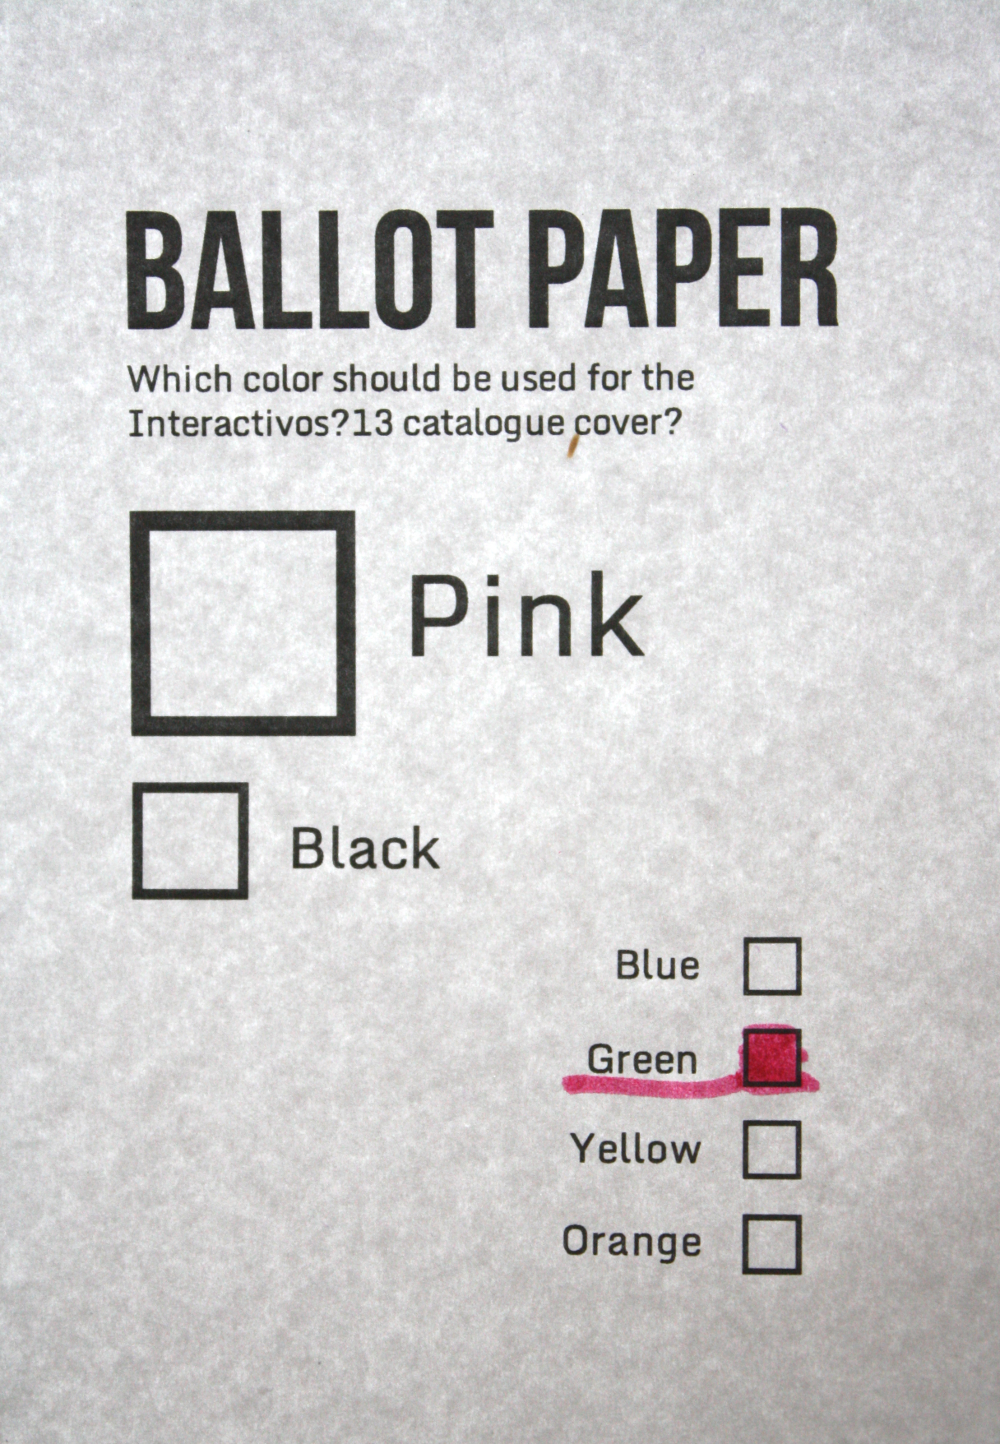 BALLOT PAPER
Which color should be used for the
Interactivos?13 catalogue cover?
Pink
Black
Blue
Green
Yellow
Orange